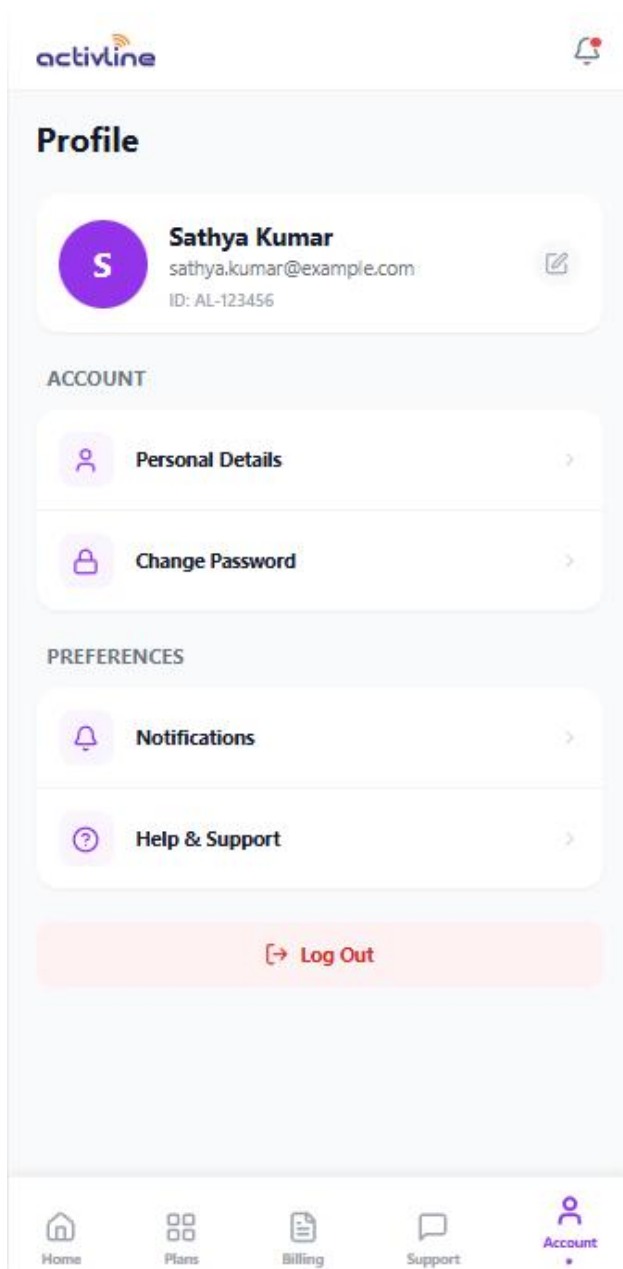 activline
Profile
S
Sathya Kumar
sathya.kumar@example.com
ID: AL-123456
ACCOUNT
Personal Details
Change Password
PREFERENCES
Notifications
Help & Support
Log Out
Home Plans Billing Support Account